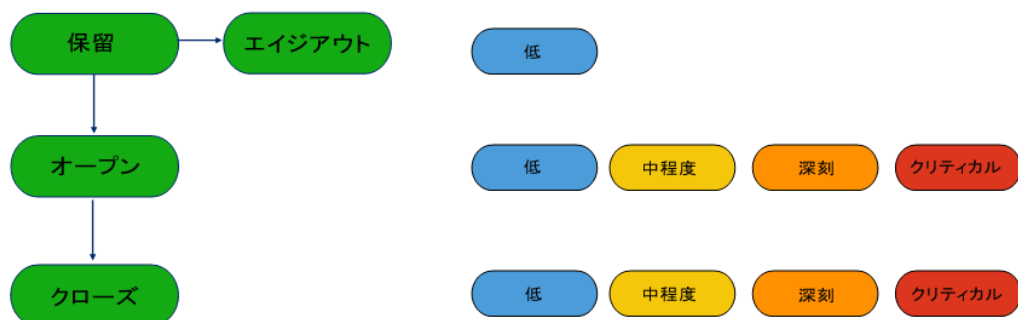 保留
エイジアウト
低
オープン
低
中程度
深刻
クリティカル
クローズ
低
中程度
深刻
クリティカル